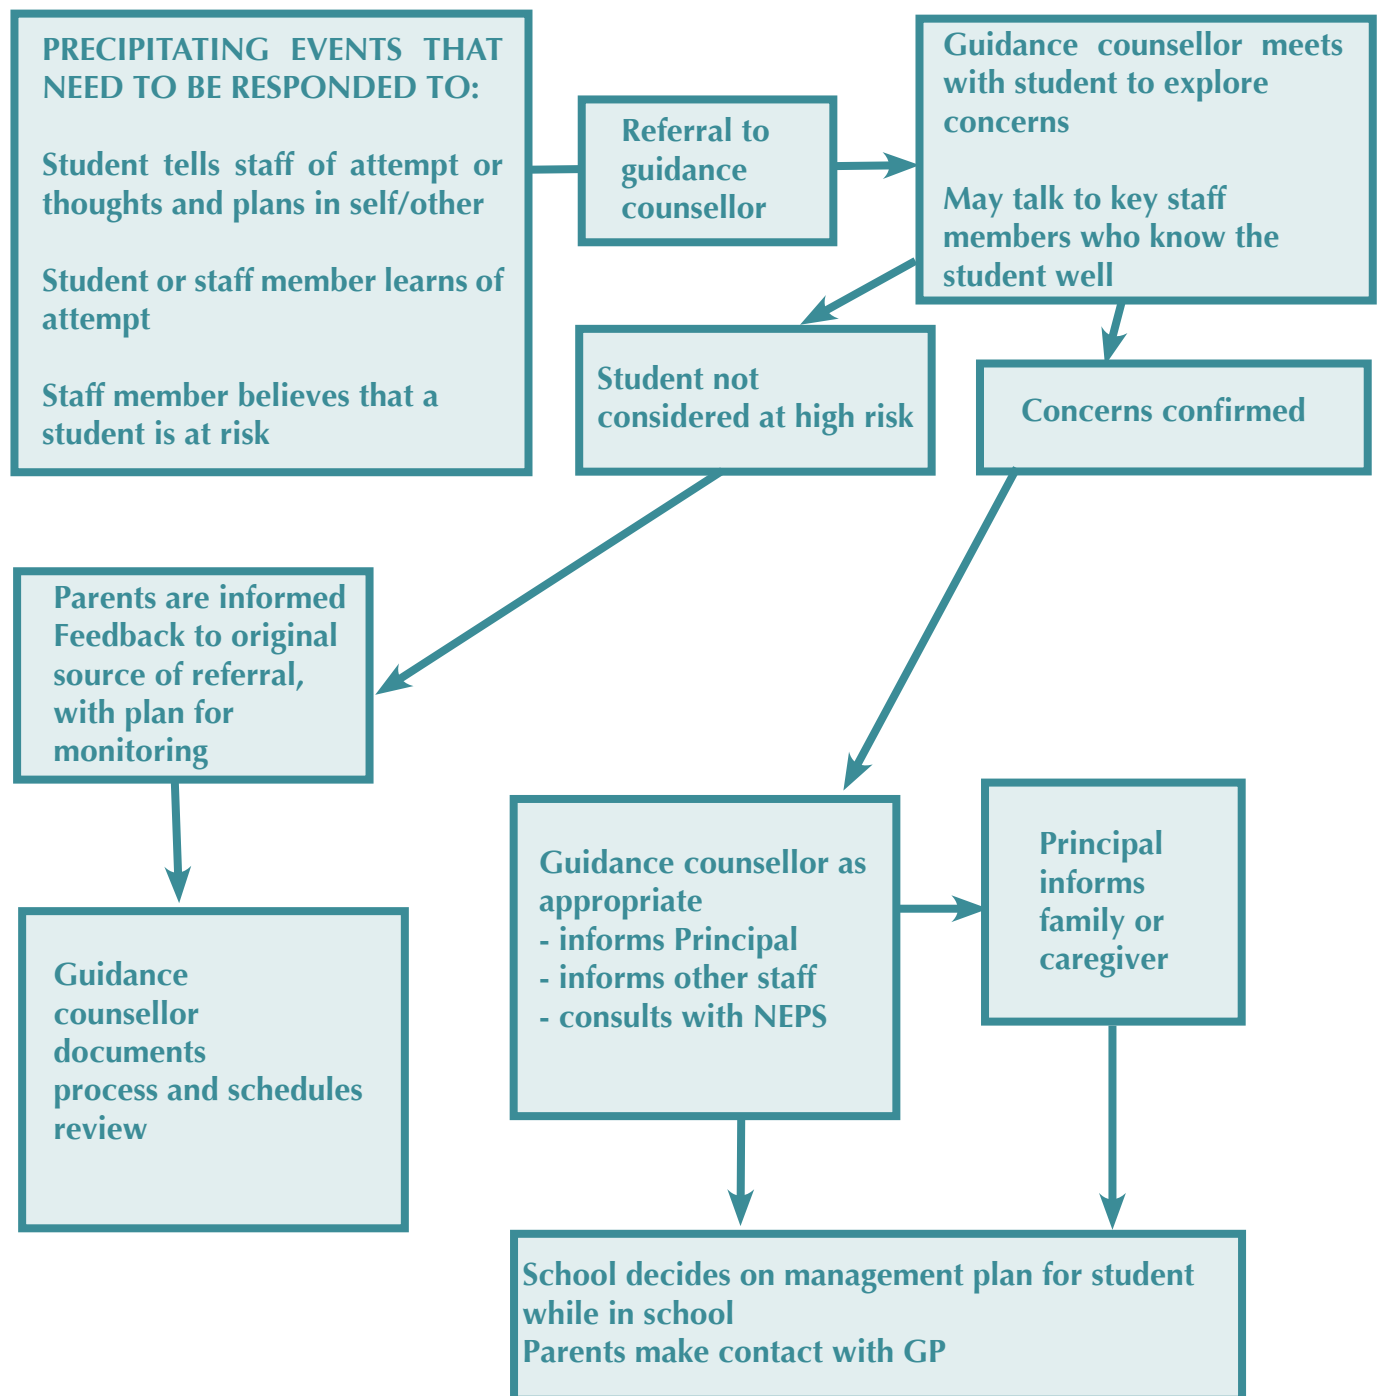 PRECIPITATING EVENTS THAT
NEED TO BE RESPONDED TO:
Student tells staff of attempt or
thoughts and plans in self/other
Student or staff member learns of
attempt
Staff member believes that a
student is at risk
Referral to
guidance
counsellor
Guidance counsellor meets
with student to explore
concerns
May talk to key staff
members who know the
student well
Student not
considered at high risk
Concerns confirmed
Parents are informed
Feedback to original
source of referral,
with plan for
monitoring
Guidance
counsellor
documents
process and schedules
review
Guidance counsellor as
appropriate
- informs Principal
- informs other staff
- consults with NEPS
Principal
informs
family or
caregiver
School decides on management plan for student
while in school
Parents make contact with GP